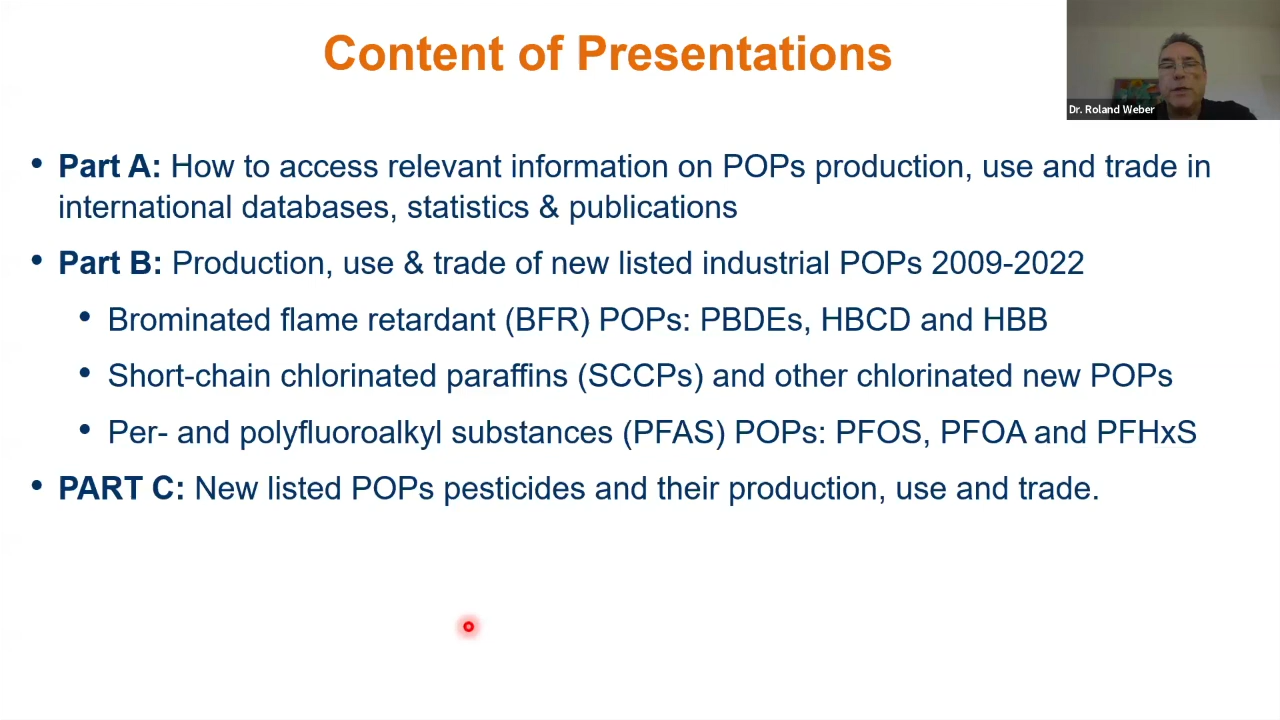 Content of Presentations
Dr. Roland Weber
• Part A: How to access relevant information on POPs production, use and trade in
international databases, statistics & publications
• Part B: Production, use & trade of new listed industrial POPs 2009-2022
• Brominated flame retardant (BFR) POPs: PBDEs, HBCD and HBB
• Short-chain chlorinated paraffins (SCCPs) and other chlorinated new POPs
• Per- and polyfluoroalkyl substances (PFAS) POPs: PFOS, PFOA and PFHxS
• PART C: New listed POPs pesticides and their production, use and trade.